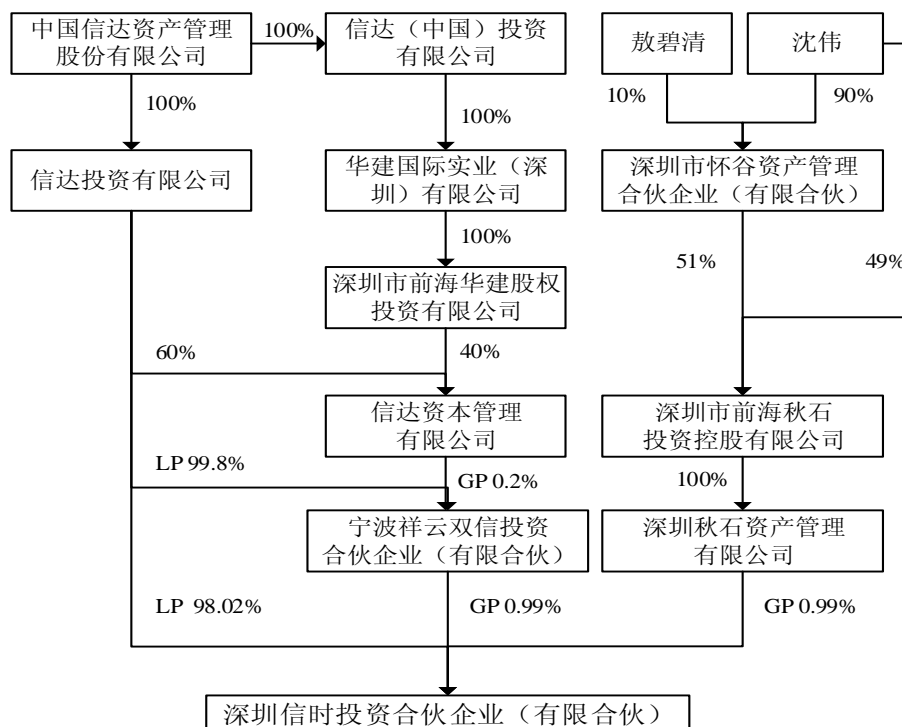 中国信达资产管理
股份有限公司
100%
信达（中国）投资
有限公司
敖碧清
沈伟
100%
100%
10%
90%
信达投资有限公司
华建国际实业（深
圳）有限公司
深圳市怀谷资产管理
合伙企业（有限合伙）
100%
51%
49%
深圳市前海华建股权
投资有限公司
60%
40%
信达资本管理
有限公司
深圳市前海秋石
投资控股有限公司
LP 99.8%
GP 0.2%
100%
宁波祥云双信投资
合伙企业（有限合伙）
深圳秋石资产管理
有限公司
LP 98.02%
GP 0.99%
GP 0.99%
深圳信时投资合伙企业（有限合伙）